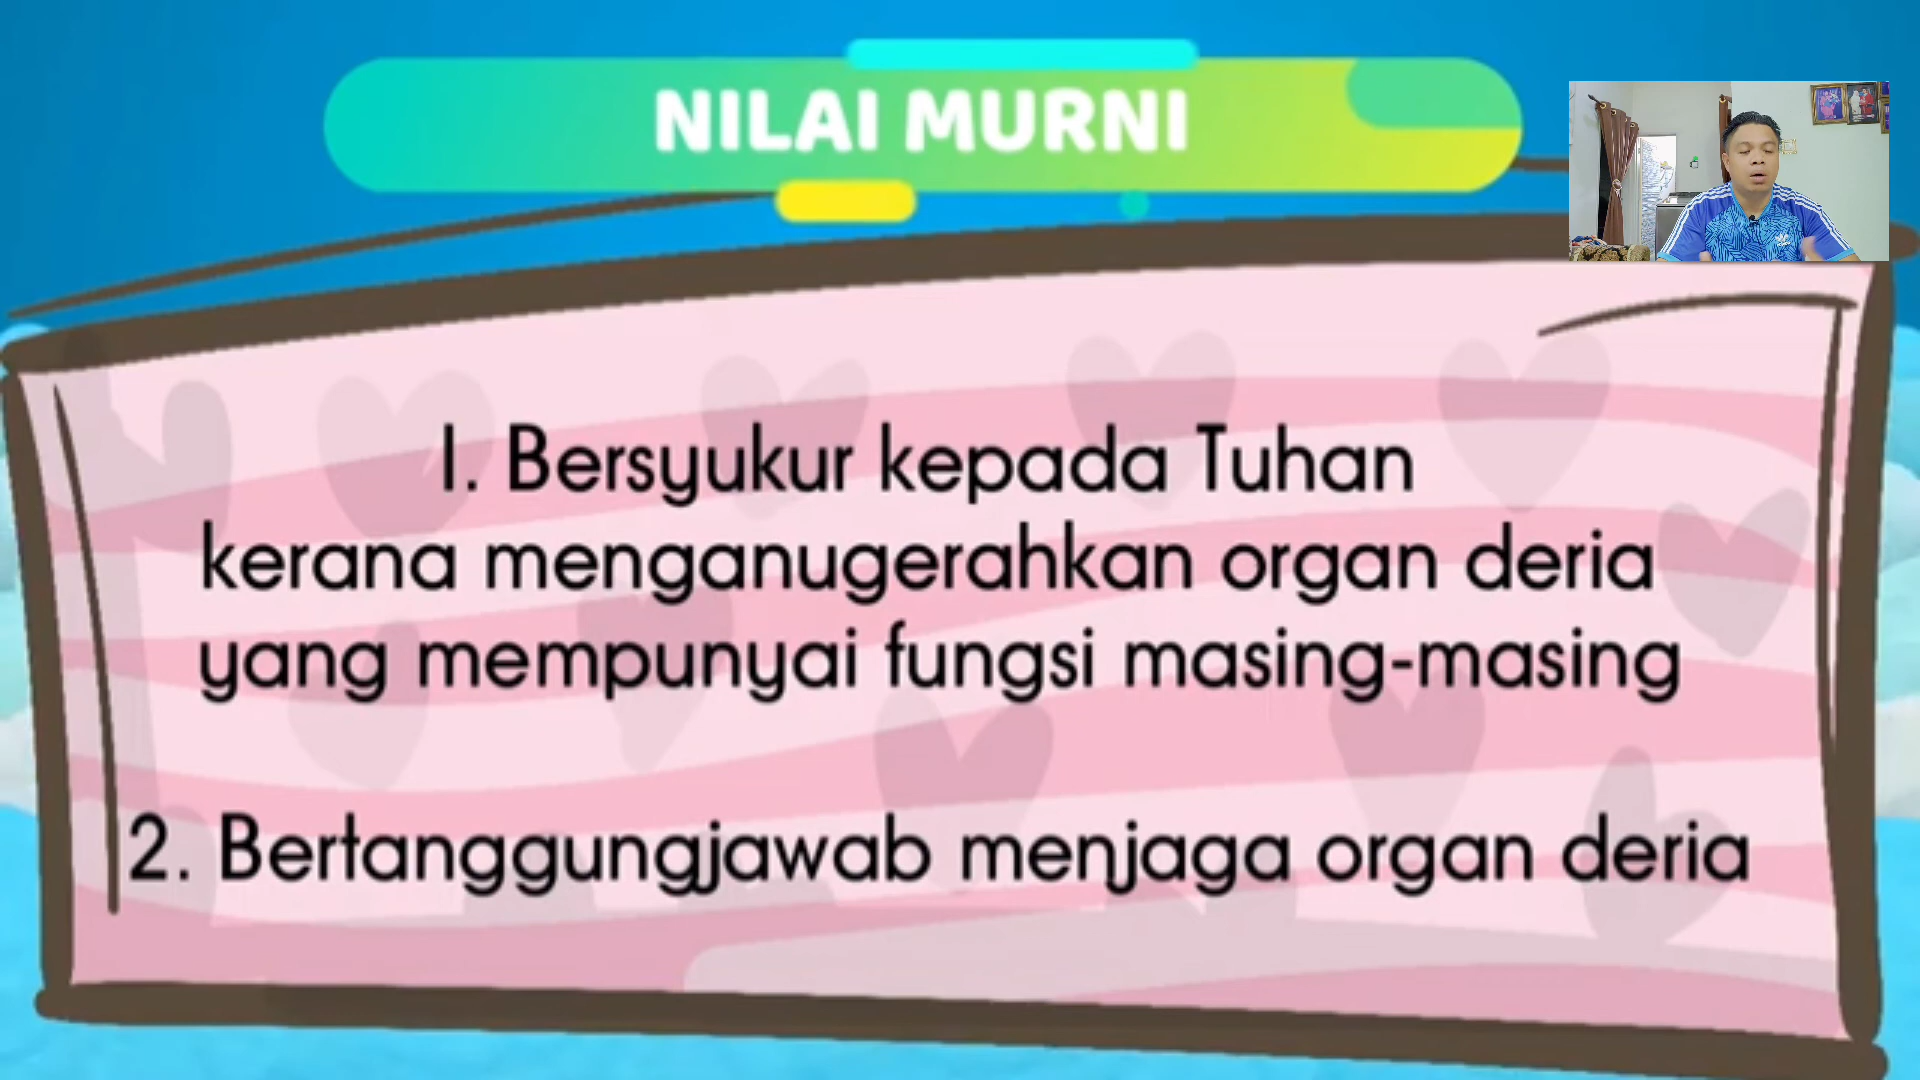 NILAI MURNI
1. Bersyukur kepada Tuhan
kerana menganugerahkan organ deria
yang mempunyai fungsi masing-masing
2. Bertanggungjawab menjaga organ deria